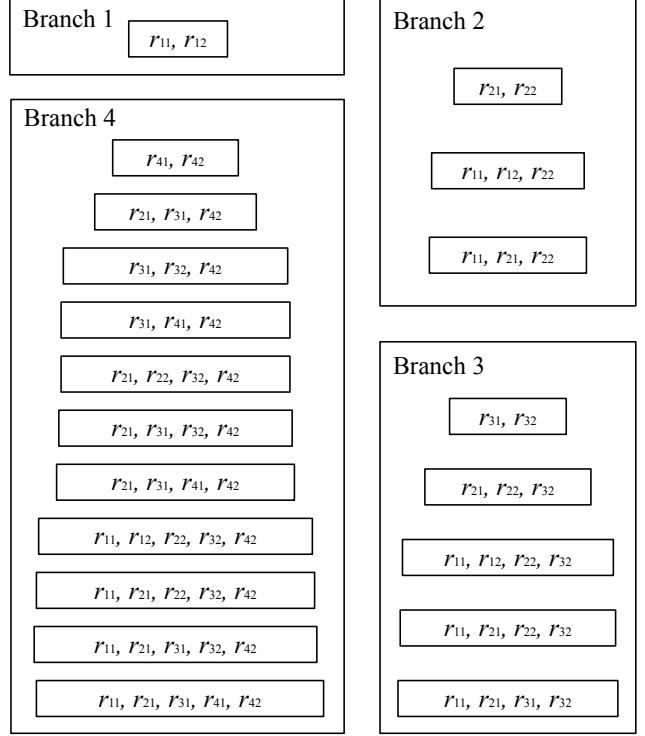 Branch 1
r11, r12
Branch 2
r21, r22
r11, r12, r22
r11, r21, r22
Branch 4
r41, r42
r21, r31, r42
r31, r32, r42
r31, r41, r42
r21, r22, r32, r42
r21, r31, r32, r42
r21, r31, r41, r42
r11, r12, r22, r32, r42
r11, r21, r22, r32, r42
r11, r21, r31, r32, r42
r11, r21, r31, r41, r42
Branch 3
r31, r32
r21, r22, r32
r11, r12, r22, r32
r11, r21, r22, r32
r11, r21, r31, r32